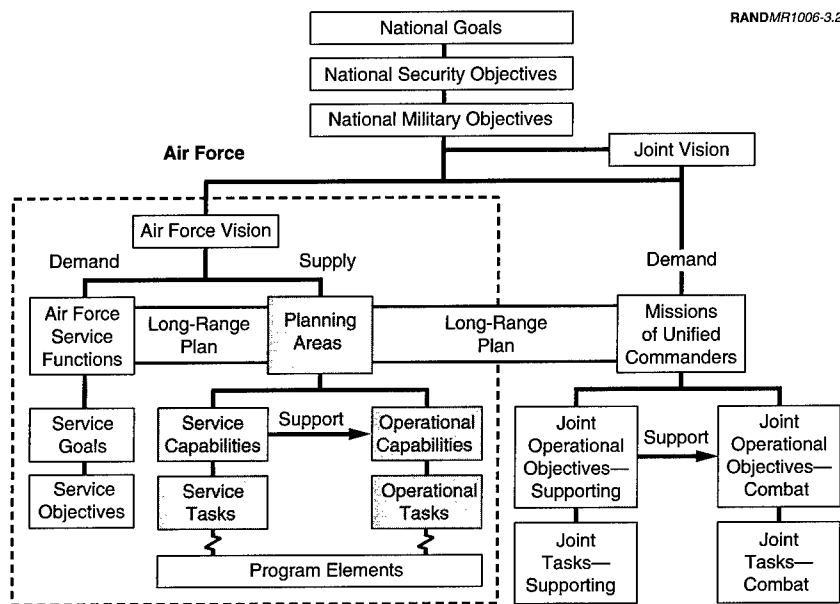 RANDMR1006-3.2
National Goals
National Security Objectives
National Military Objectives
Air Force
Joint Vision
Air Force Vision
Demand
Supply
Demand
Air Force
Service
Functions
Long-Range
Plan
Planning
Areas
Long-Range
Plan
Missions
of Unified
Commanders
Service
Goals
Service
Capabilities
Support
Operational
Capabilities
Joint
Operational
Objectives—
Supporting
Support
Joint
Operational
Objectives—
Combat
Service
Objectives
Service
Tasks
Operational
Tasks
Joint
Tasks—
Supporting
Joint
Tasks—
Combat
Program Elements